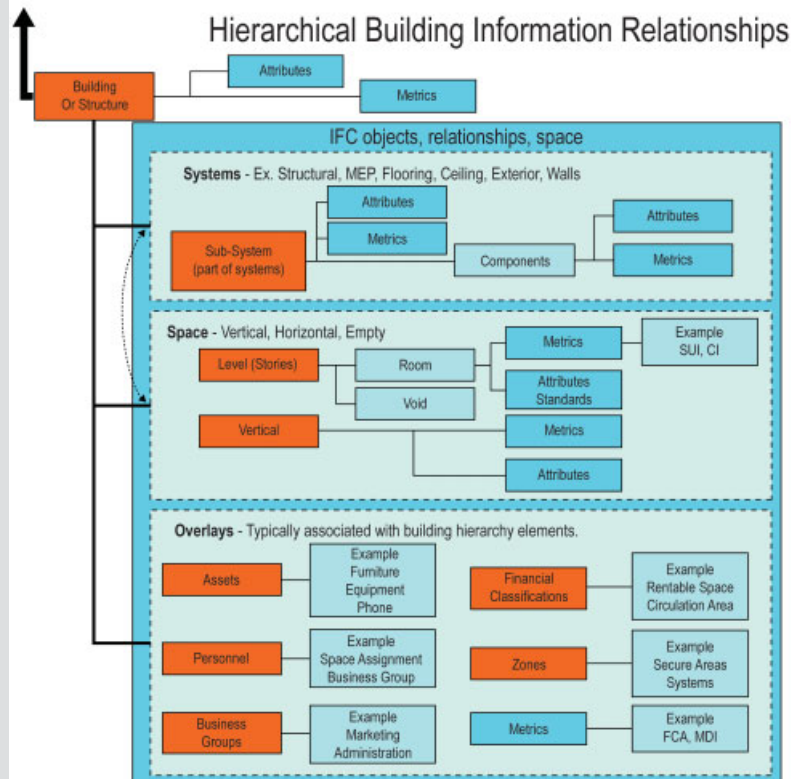 Hierarchical Building Information Relationships
Attributes
Building
Or Structure
Metrics
IFC objects, relationships, space
Systems - Ex. Structural, MEP, Flooring, Ceiling, Exterior, Walls
Attributes
Attributes
Metrics
Sub-System
(part of systems)
Components
Metrics
Space - Vertical, Horizontal, Empty
Level (Stories)
Room
Metrics
Example
SUI, CI
Void
Attributes
Standards
Vertical
Metrics
Attributes
Overlays - Typically associated with building hierarchy elements.
Assets
Example
Furniture
Equipment
Phone
Financial
Classifications
Example
Rentable Space
Circulation Area
Personnel
Example
Space Assignment
Business Group
Zones
Example
Secure Areas
Systems
Business
Groups
Example
Marketing
Administration
Metrics
Example
FCA, MDI